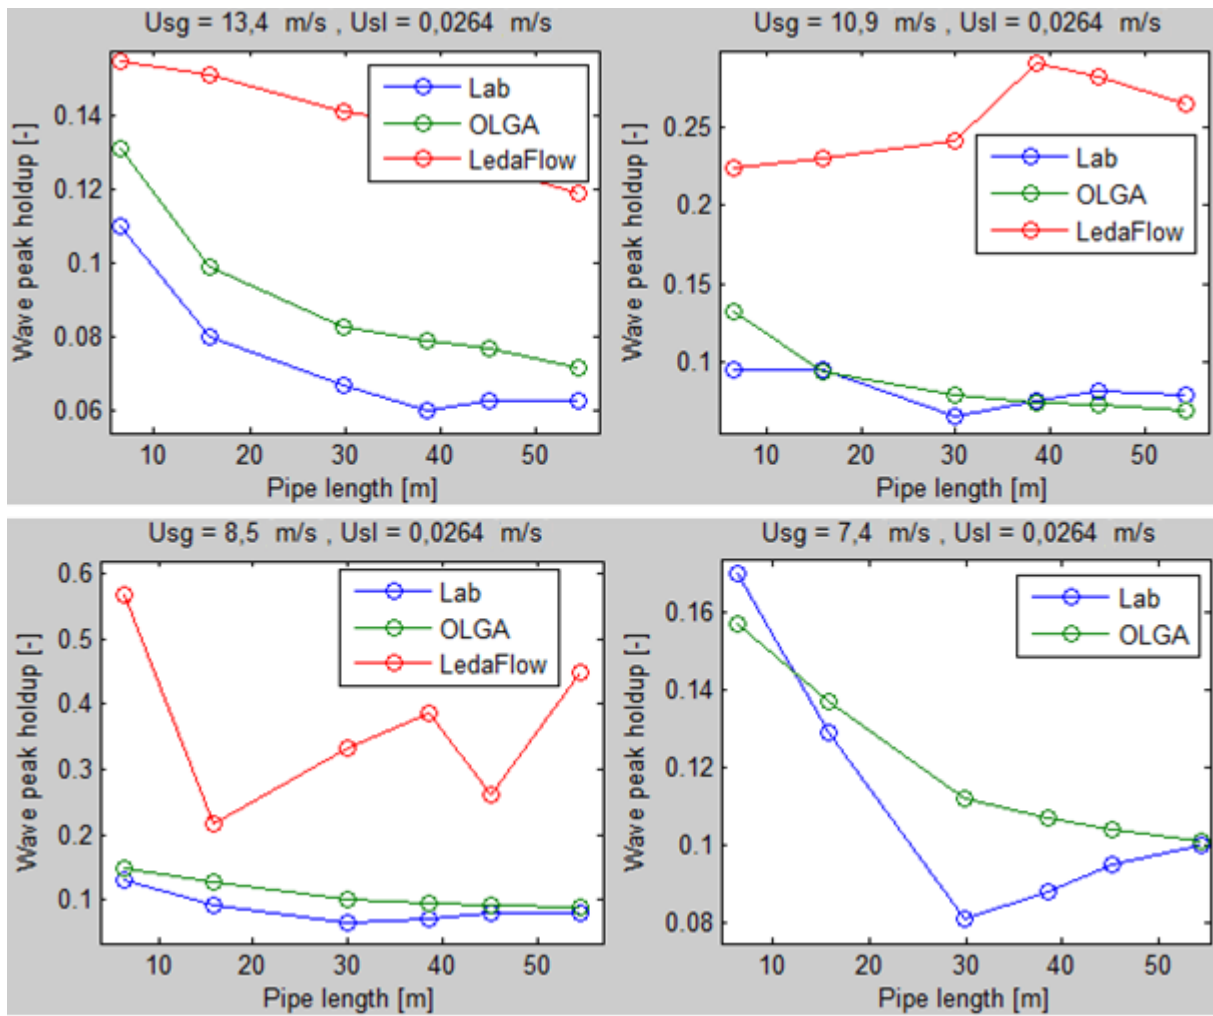 Usg = 13,4 m/s , Usl = 0,0264 m/s
Wave peak holdup [-]
0.14
0.12
0.1
0.08
0.06
Lab
OLGA
LedaFlow
10 20 30 40 50
Pipe length [m]
Usg = 10,9 m/s , Usl = 0,0264 m/s
Wave peak holdup [-]
0.25
0.2
0.15
0.1
Lab
OLGA
LedaFlow
10 20 30 40 50
Pipe length [m]
Usg = 8,5 m/s , Usl = 0,0264 m/s
Wave peak holdup [-]
0.6
0.5
0.4
0.3
0.2
0.1
Lab
OLGA
LedaFlow
10 20 30 40 50
Pipe length [m]
Usg = 7,4 m/s , Usl = 0,0264 m/s
Wave peak holdup [-]
0.16
0.14
0.12
0.1
0.08
Lab
OLGA
10 20 30 40 50
Pipe length [m]